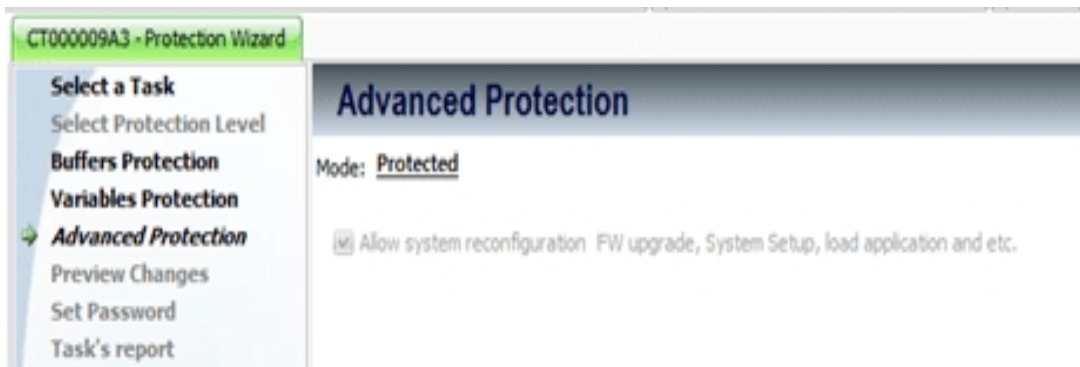 CT000009A3 - Protection Wizard
Select a Task
Select Protection Level
Buffers Protection
Variables Protection
Advanced Protection
Preview Changes
Set Password
Task's report
Advanced Protection
Mode: Protected
Allow system reconfiguration FW upgrade, System Setup, load application and etc.